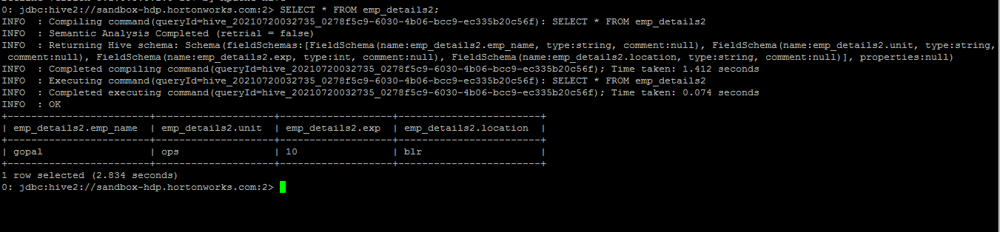 0: jdbc:hive2://sandbox-hdp.hortonworks.com:2> SELECT * FROM emp_details2;
INFO  : Compiling command(queryId=hive_20210720032735_0278f5c9-6030-4b06-bcc9-ec335b20c56f): SELECT * FROM emp_details2
INFO  : Semantic Analysis Completed (retrial = false)
INFO  : Returning Hive schema: Schema(fieldSchemas:[FieldSchema(name:emp_details2.emp_name, type:string, comment:null), FieldSchema(name:emp_details2.unit, type:string,
 comment:null), FieldSchema(name:emp_details2.exp, type:int, comment:null), FieldSchema(name:emp_details2.location, type:string, comment:null)], properties:null)
INFO  : Completed compiling command(queryId=hive_20210720032735_0278f5c9-6030-4b06-bcc9-ec335b20c56f); Time taken: 1.412 seconds
INFO  : Executing command(queryId=hive_20210720032735_0278f5c9-6030-4b06-bcc9-ec335b20c56f): SELECT * FROM emp_details2
INFO  : Completed executing command(queryId=hive_20210720032735_0278f5c9-6030-4b06-bcc9-ec335b20c56f); Time taken: 0.074 seconds
INFO  : OK
+------------------------+--------------------+-------------------+------------------------+
| emp_details2.emp_name  | emp_details2.unit  | emp_details2.exp  | emp_details2.location  |
+------------------------+--------------------+-------------------+------------------------+
| gopal                  | ops                | 10                | blr                    |
+------------------------+--------------------+-------------------+------------------------+
1 row selected (2.834 seconds)
0: jdbc:hive2://sandbox-hdp.hortonworks.com:2>